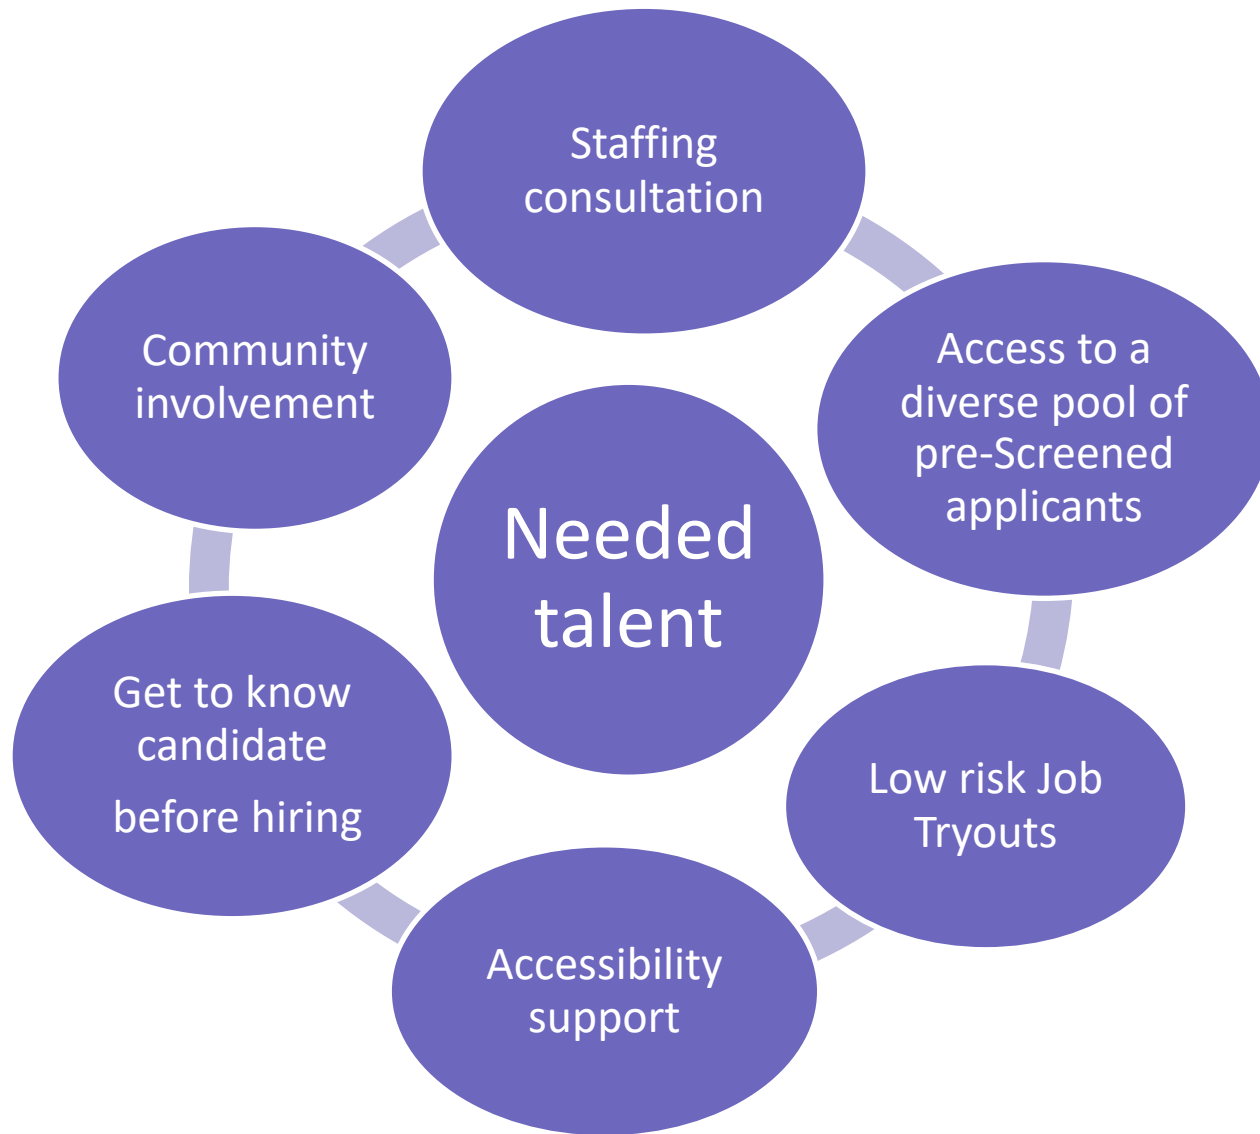 Staffing
consultation
Access to a
diverse pool of
pre-Screened
applicants
Low risk Job
Tryouts
Accessibility
support
Get to know
candidate
before hiring
Community
involvement
Needed
talent